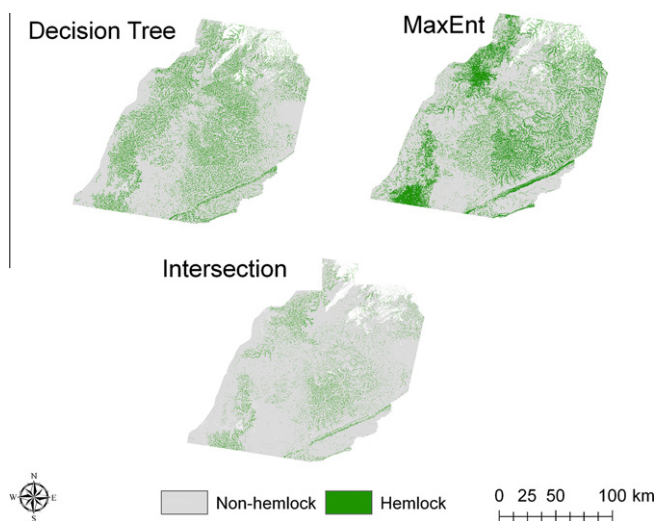 Decision Tree
MaxEnt
Intersection
N
W E
S
Non-hemlock
Hemlock
0 25 50 100 km